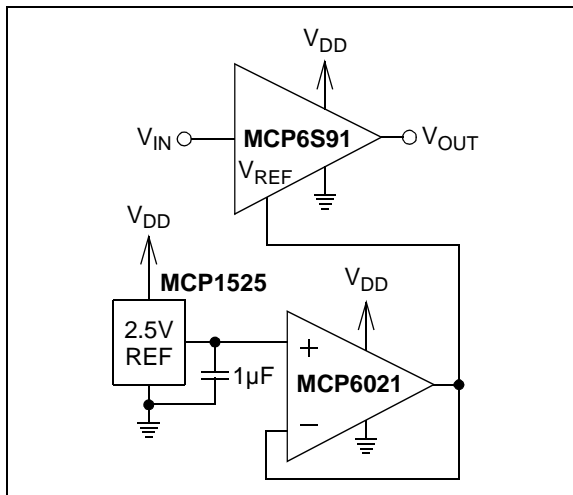 V_DD
V_IN
MCP6S91
V_OUT
V_REF
V_DD
MCP1525
V_DD
2.5V
REF
+
1µF
MCP6021
–